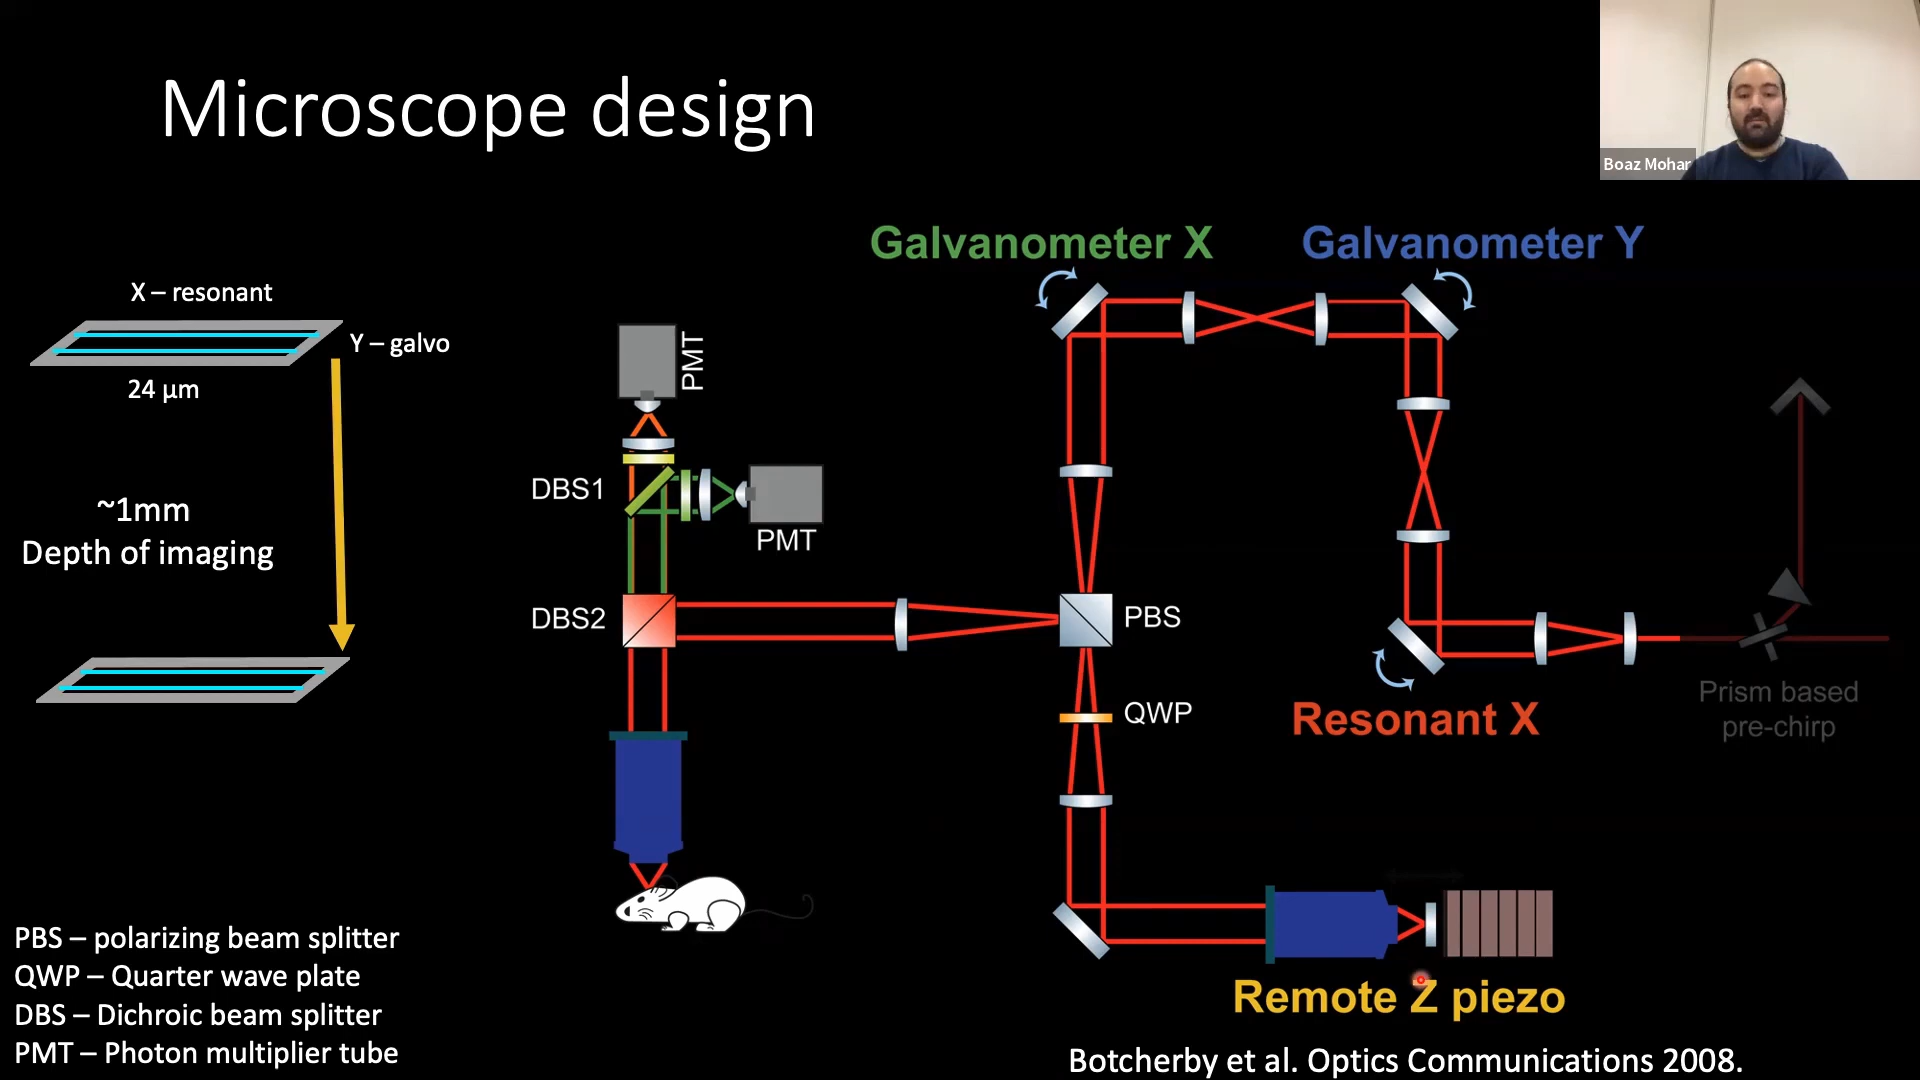 Microscope design
Boaz Mohar
X – resonant
Y – galvo
24 µm
~1mm
Depth of imaging
Galvanometer X
Galvanometer Y
PMT
DBS1
PMT
DBS2
PBS
QWP
Resonant X
Prism based
pre-chirp
Remote Z piezo
PBS – polarizing beam splitter
QWP – Quarter wave plate
DBS – Dichroic beam splitter
PMT – Photon multiplier tube
Botcherby et al. Optics Communications 2008.